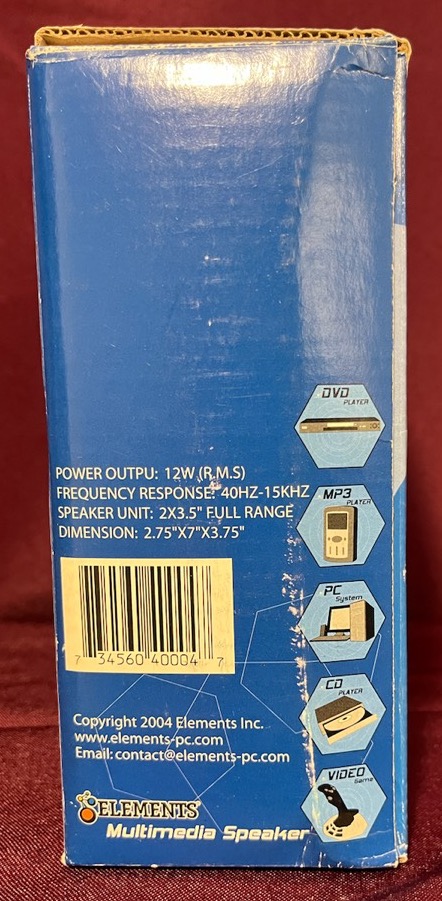 DVD
PLAYER
POWER OUTPU: 12W (R.M.S)
FREQUENCY RESPONSE: 40HZ-15KHZ
SPEAKER UNIT: 2X3.5" FULL RANGE
DIMENSION: 2.75"X7"X3.75"
MP3
PLAYER
PC
System
7 34560 40004 7
CD
PLAYER
Copyright 2004 Elements Inc.
www.elements-pc.com
Email: contact@elements-pc.com
VIDEO
Game
ELEMENTS
Multimedia Speaker